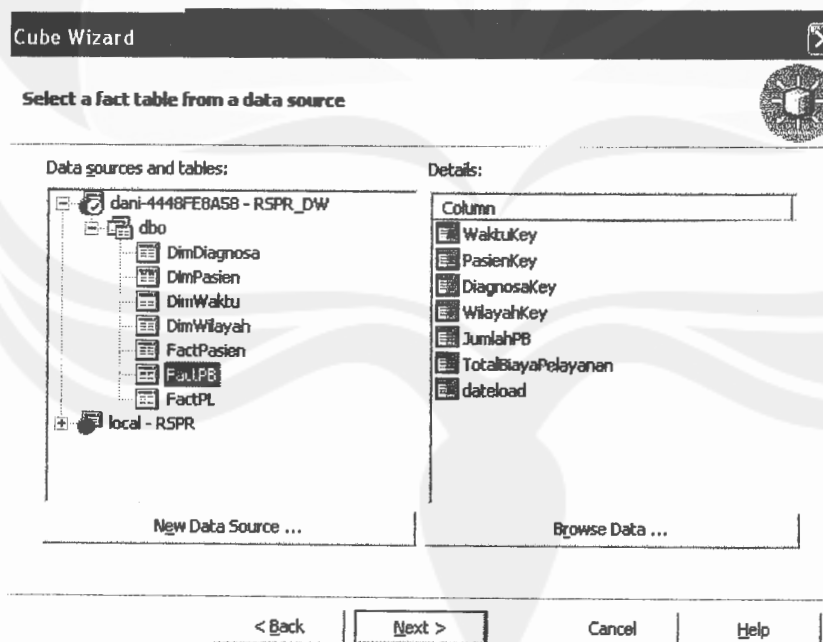 Cube Wizard
Select a fact table from a data source
Data sources and tables:
dani-4448FE8A58 - RSPR_DW
dbo
DimDiagnosa
DimPasien
DimWaktu
DimWilayah
FactPasien
FactPB
FactPL
local - RSPR
New Data Source ...
Details:
Column
WaktuKey
PasienKey
DiagnosaKey
WilayahKey
JumlahPB
TotalBiayaPelayanan
dateload
Browse Data ...
< Back
Next >
Cancel
Help